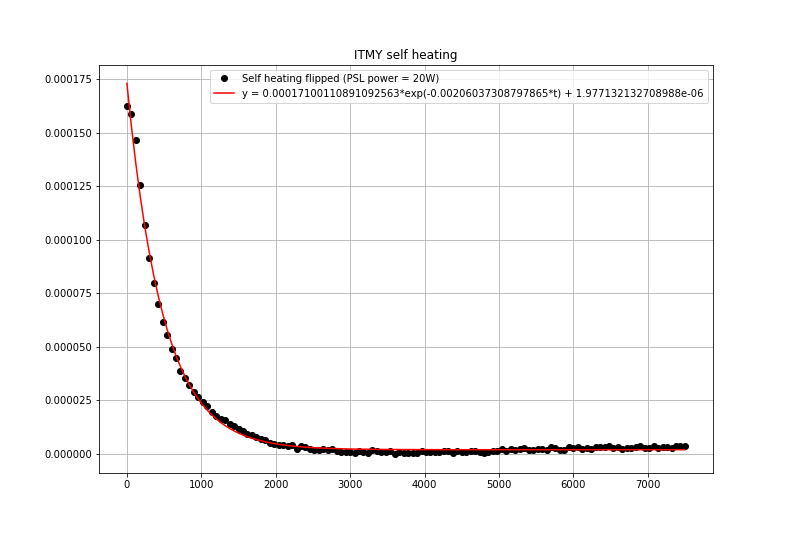 ITMY self heating
Self heating flipped (PSL power = 20W)
y = 0.00017100110891092563*exp(-0.00206037308797865*t) + 1.977132132708988e-06
0.000175
0.000150
0.000125
0.000100
0.000075
0.000050
0.000025
0.000000
0 1000 2000 3000 4000 5000 6000 7000